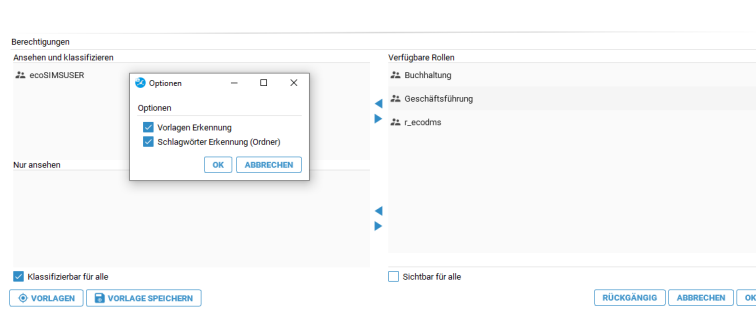 Berechtigungen
Ansehen und klassifizieren
Verfügbare Rollen
ecoSIMSUSER
Buchhaltung
Geschäftsführung
r_ecodms
Optionen
Optionen
Vorlagen Erkennung
Schlagwörter Erkennung (Ordner)
OK ABBRECHEN
Nur ansehen
Klassifizierbar für alle
Sichtbar für alle
VORLAGEN VORLAGE SPEICHERN
RÜCKGÄNGIG ABBRECHEN OK